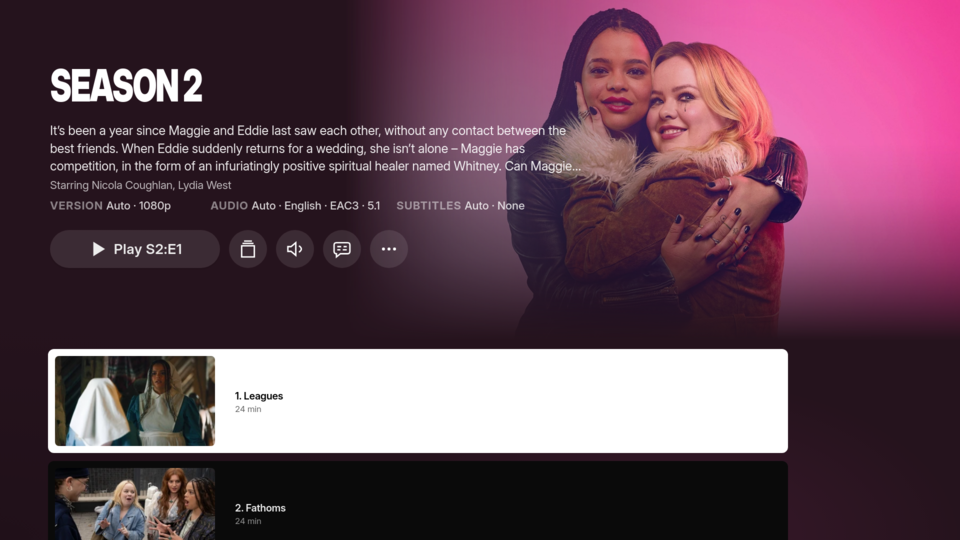 SEASON 2
It's been a year since Maggie and Eddie last saw each other, without any contact between the
best friends. When Eddie suddenly returns for a wedding, she isn't alone – Maggie has
competition, in the form of an infuriatingly positive spiritual healer named Whitney. Can Maggie...
Starring Nicola Coughlan, Lydia West
VERSION Auto · 1080p AUDIO Auto · English · EAC3 · 5.1 SUBTITLES Auto · None
Play S2:E1
1. Leagues
24 min
2. Fathoms
24 min